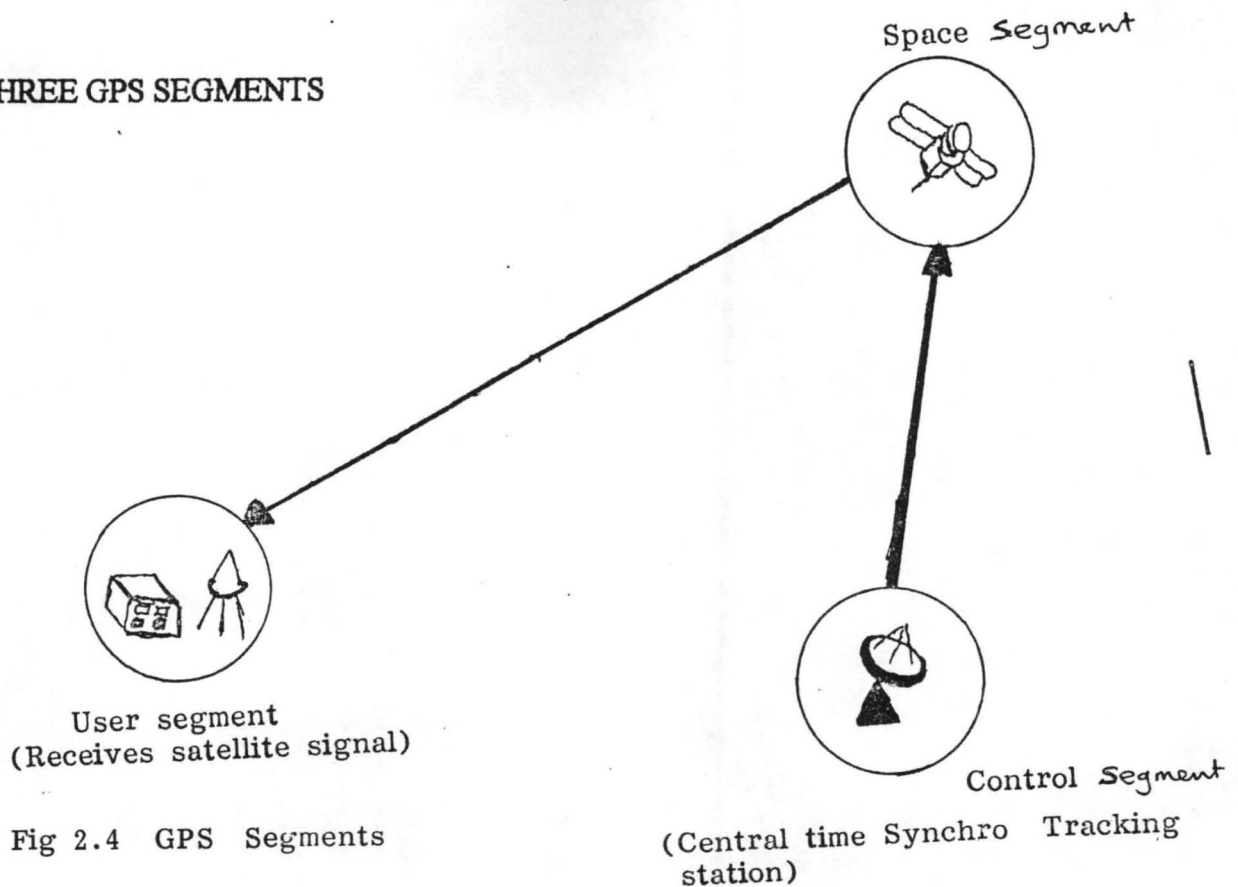 Space Segment
HREE GPS SEGMENTS
User segment
(Receives satellite signal)
Control Segment
Fig 2.4 GPS Segments
(Central time Synchro Tracking
station)